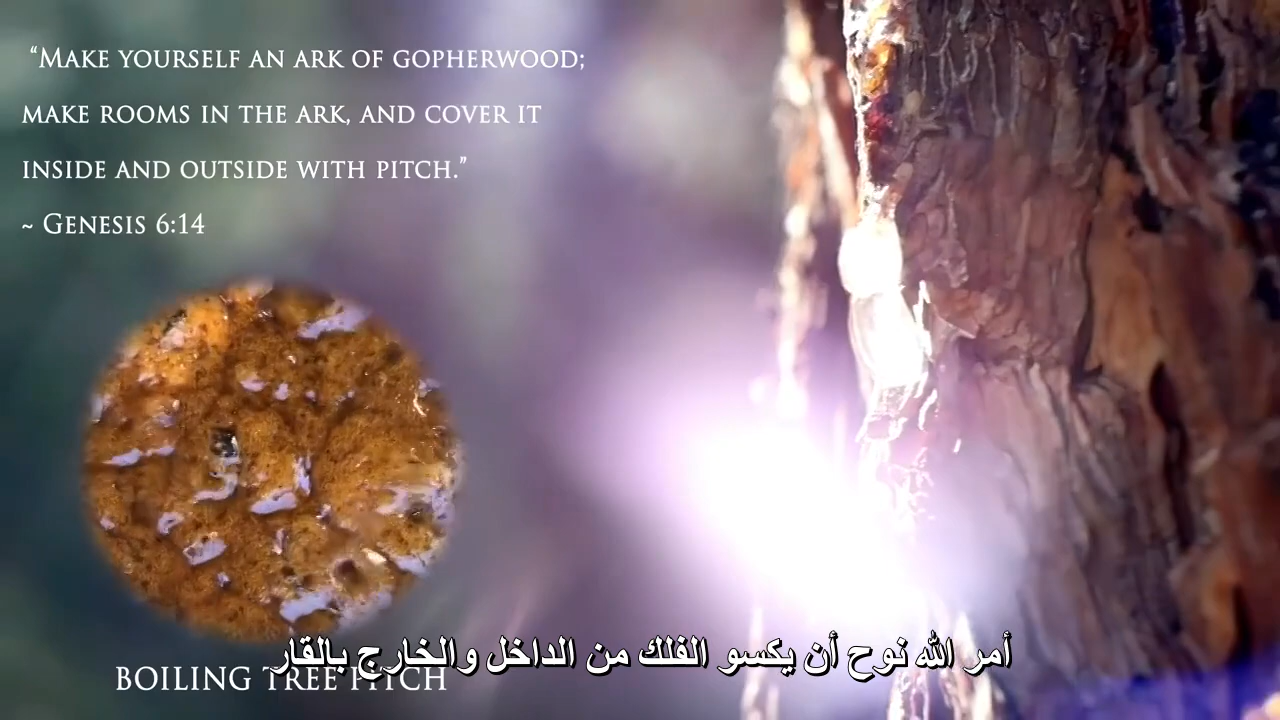 “Make yourself an ark of gopherwood;
make rooms in the ark, and cover it
inside and outside with pitch.”
~ Genesis 6:14
أمر الله نوح أن يكسو الفلك من الداخل والخارج بالقار
BOILING TREE PITCH